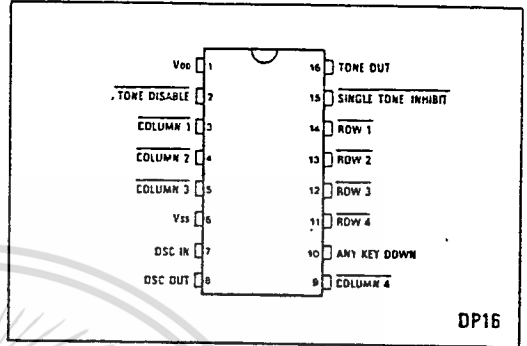 VDD 1 16 TONE OUT
TONE DISABLE 2 15 SINGLE TONE INHIBIT
COLUMN 1 3 14 ROW 1
COLUMN 2 4 13 ROW 2
COLUMN 3 5 12 ROW 3
VSS 6 11 ROW 4
OSC IN 7 10 ANY KEY DOWN
OSC OUT 8 9 COLUMN 4
DP16